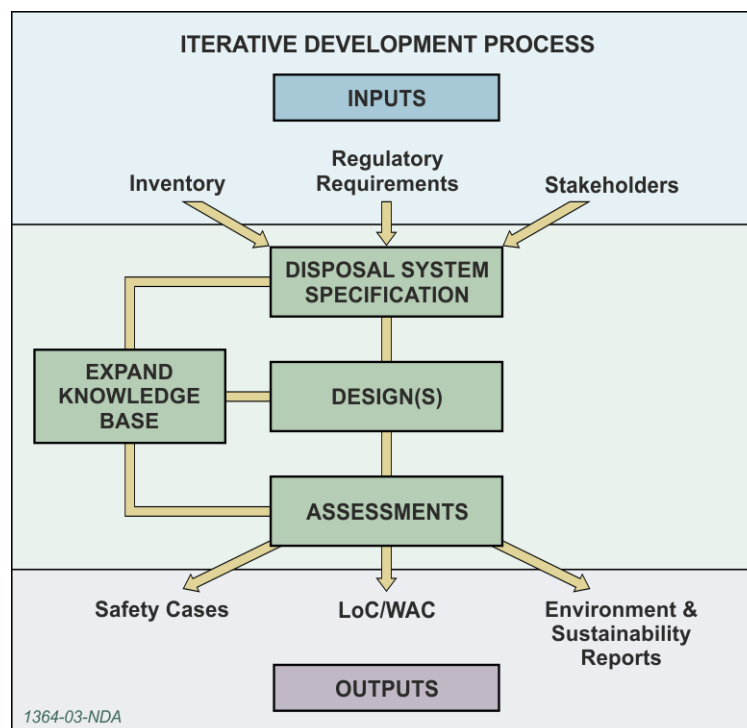 ITERATIVE DEVELOPMENT PROCESS
INPUTS
Inventory
Regulatory
Requirements
Stakeholders
DISPOSAL SYSTEM
SPECIFICATION
EXPAND
KNOWLEDGE
BASE
DESIGN(S)
ASSESSMENTS
Safety Cases
LoC/WAC
Environment &
Sustainability
Reports
OUTPUTS
1364-03-NDA